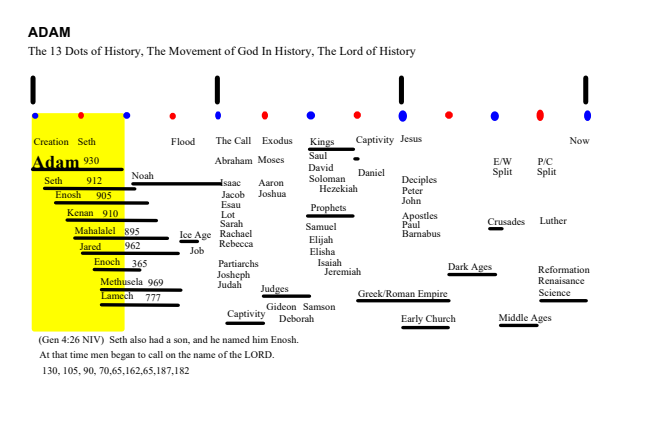 ADAM
The 13 Dots of History, The Movement of God In History, The Lord of History
Creation Seth Flood The Call Exodus Kings Captivity Jesus Now
Adam 930
Seth 912
Enosh 905
Kenan 910
Mahalalel 895
Jared 962
Enoch 365
Methusela 969
Lamech 777
Noah
Ice Age
Job
Abraham
Isaac
Jacob
Esau
Lot
Sarah
Rachael
Rebecca
Partiarchs
Josheph
Judah
Captivity
Moses
Aaron
Joshua
Judges
Gideon Samson
Deborah
Saul
David
Soloman
Hezekiah
Prophets
Samuel
Elijah
Elisha
Isaiah
Jeremiah
Daniel
Greek/Roman Empire
Deciples
Peter
John
Apostles
Paul
Barnabus
Early Church
Dark Ages
E/W
Split
Crusades
Middle Ages
P/C
Split
Luther
Reformation
Renaisance
Science
(Gen 4:26 NIV) Seth also had a son, and he named him Enosh.
At that time men began to call on the name of the LORD.
130, 105, 90, 70,65,162,65,187,182